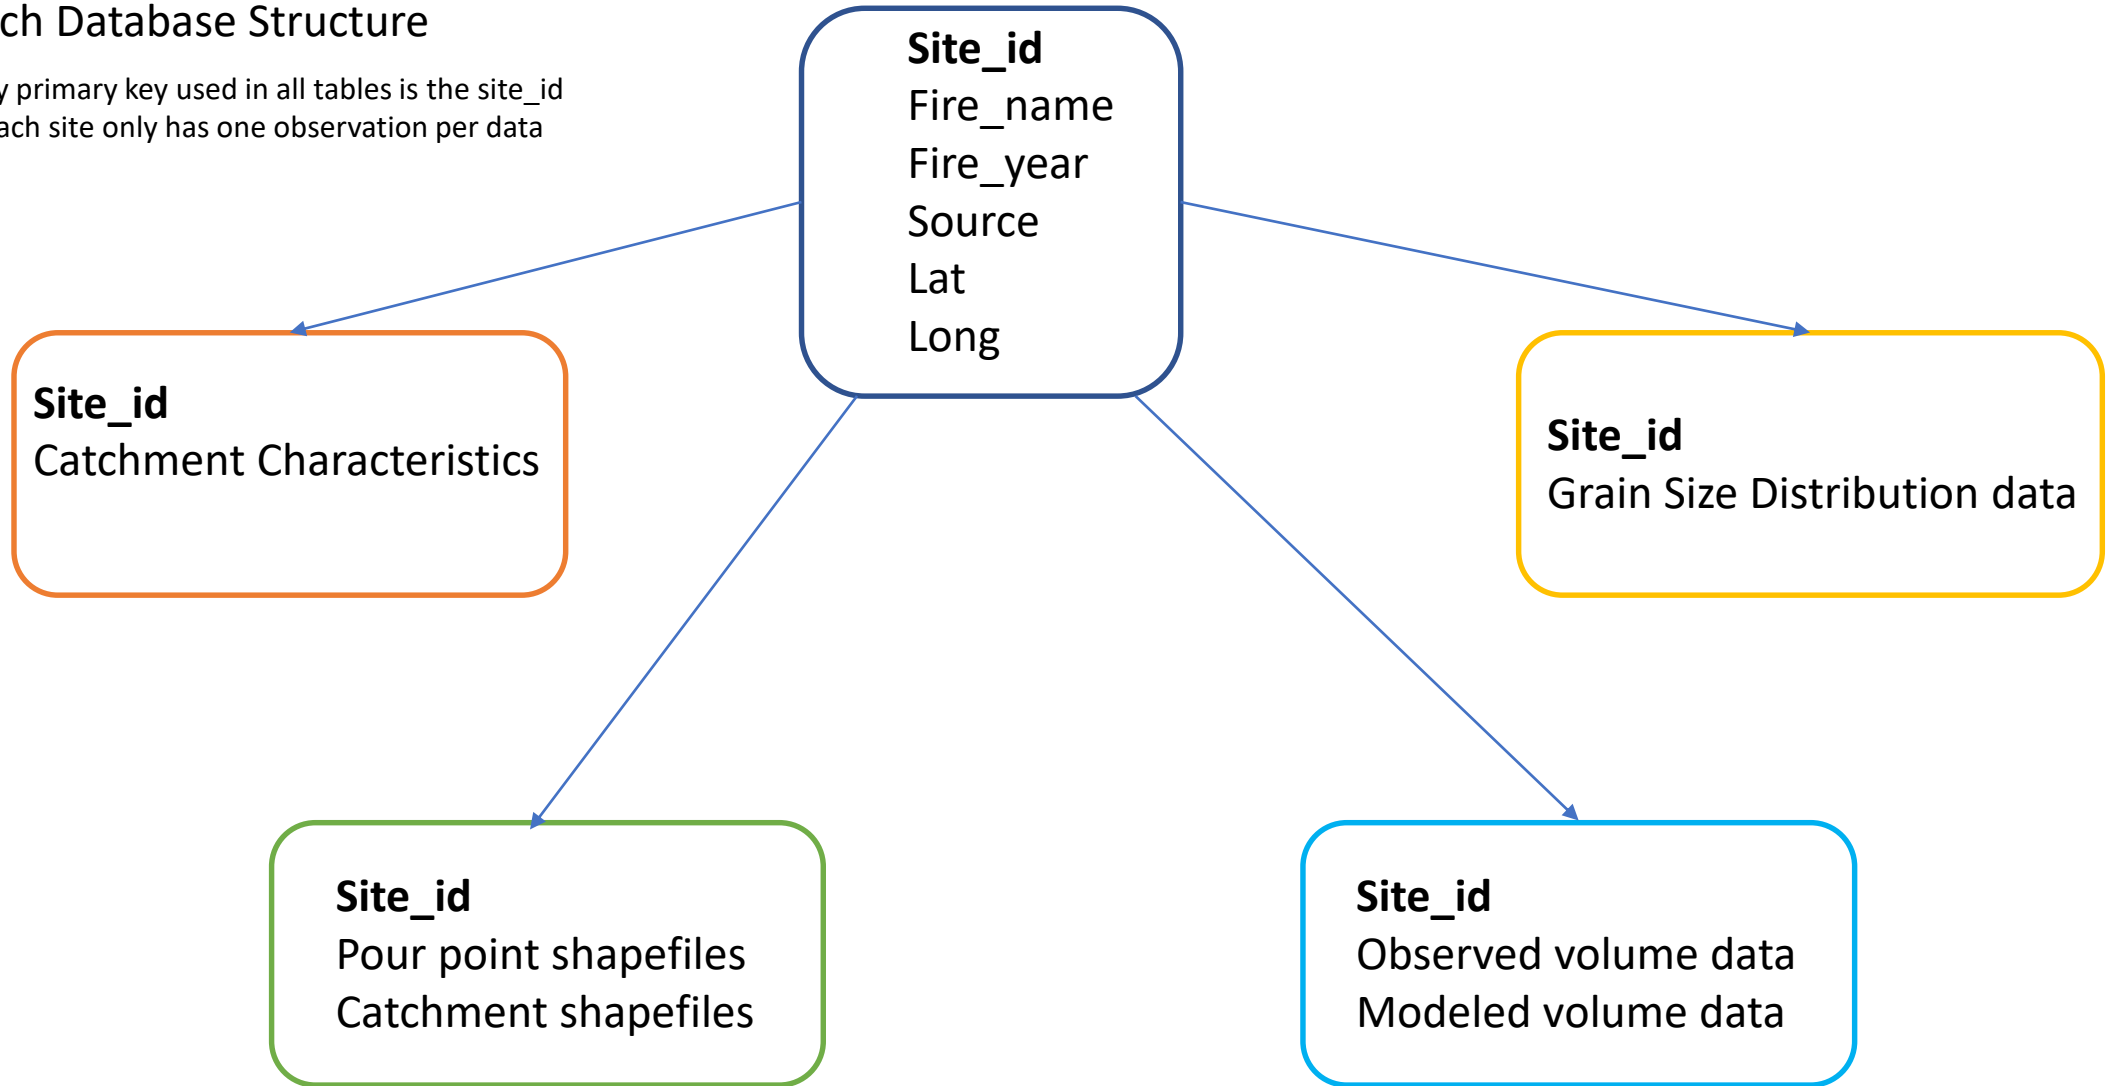 ch Database Structure
y primary key used in all tables is the site_id
ach site only has one observation per data
Site_id
Fire_name
Fire_year
Source
Lat
Long
Site_id
Catchment Characteristics
Site_id
Grain Size Distribution data
Site_id
Pour point shapefiles
Catchment shapefiles
Site_id
Observed volume data
Modeled volume data